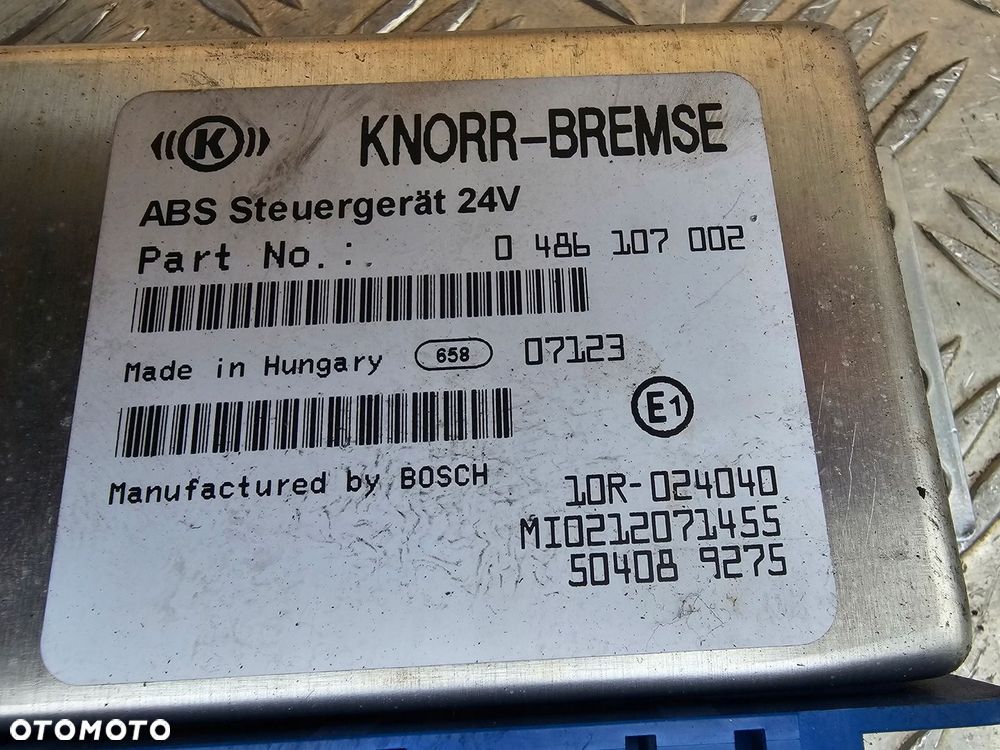 K KNORR-BREMSE
ABS Steuergerät 24V
Part No.:. 0 486 107 002
Made in Hungary 658 07123
E1
Manufactured by BOSCH
10R-024040
MI0212071455
50408 9275
OTOMOTO